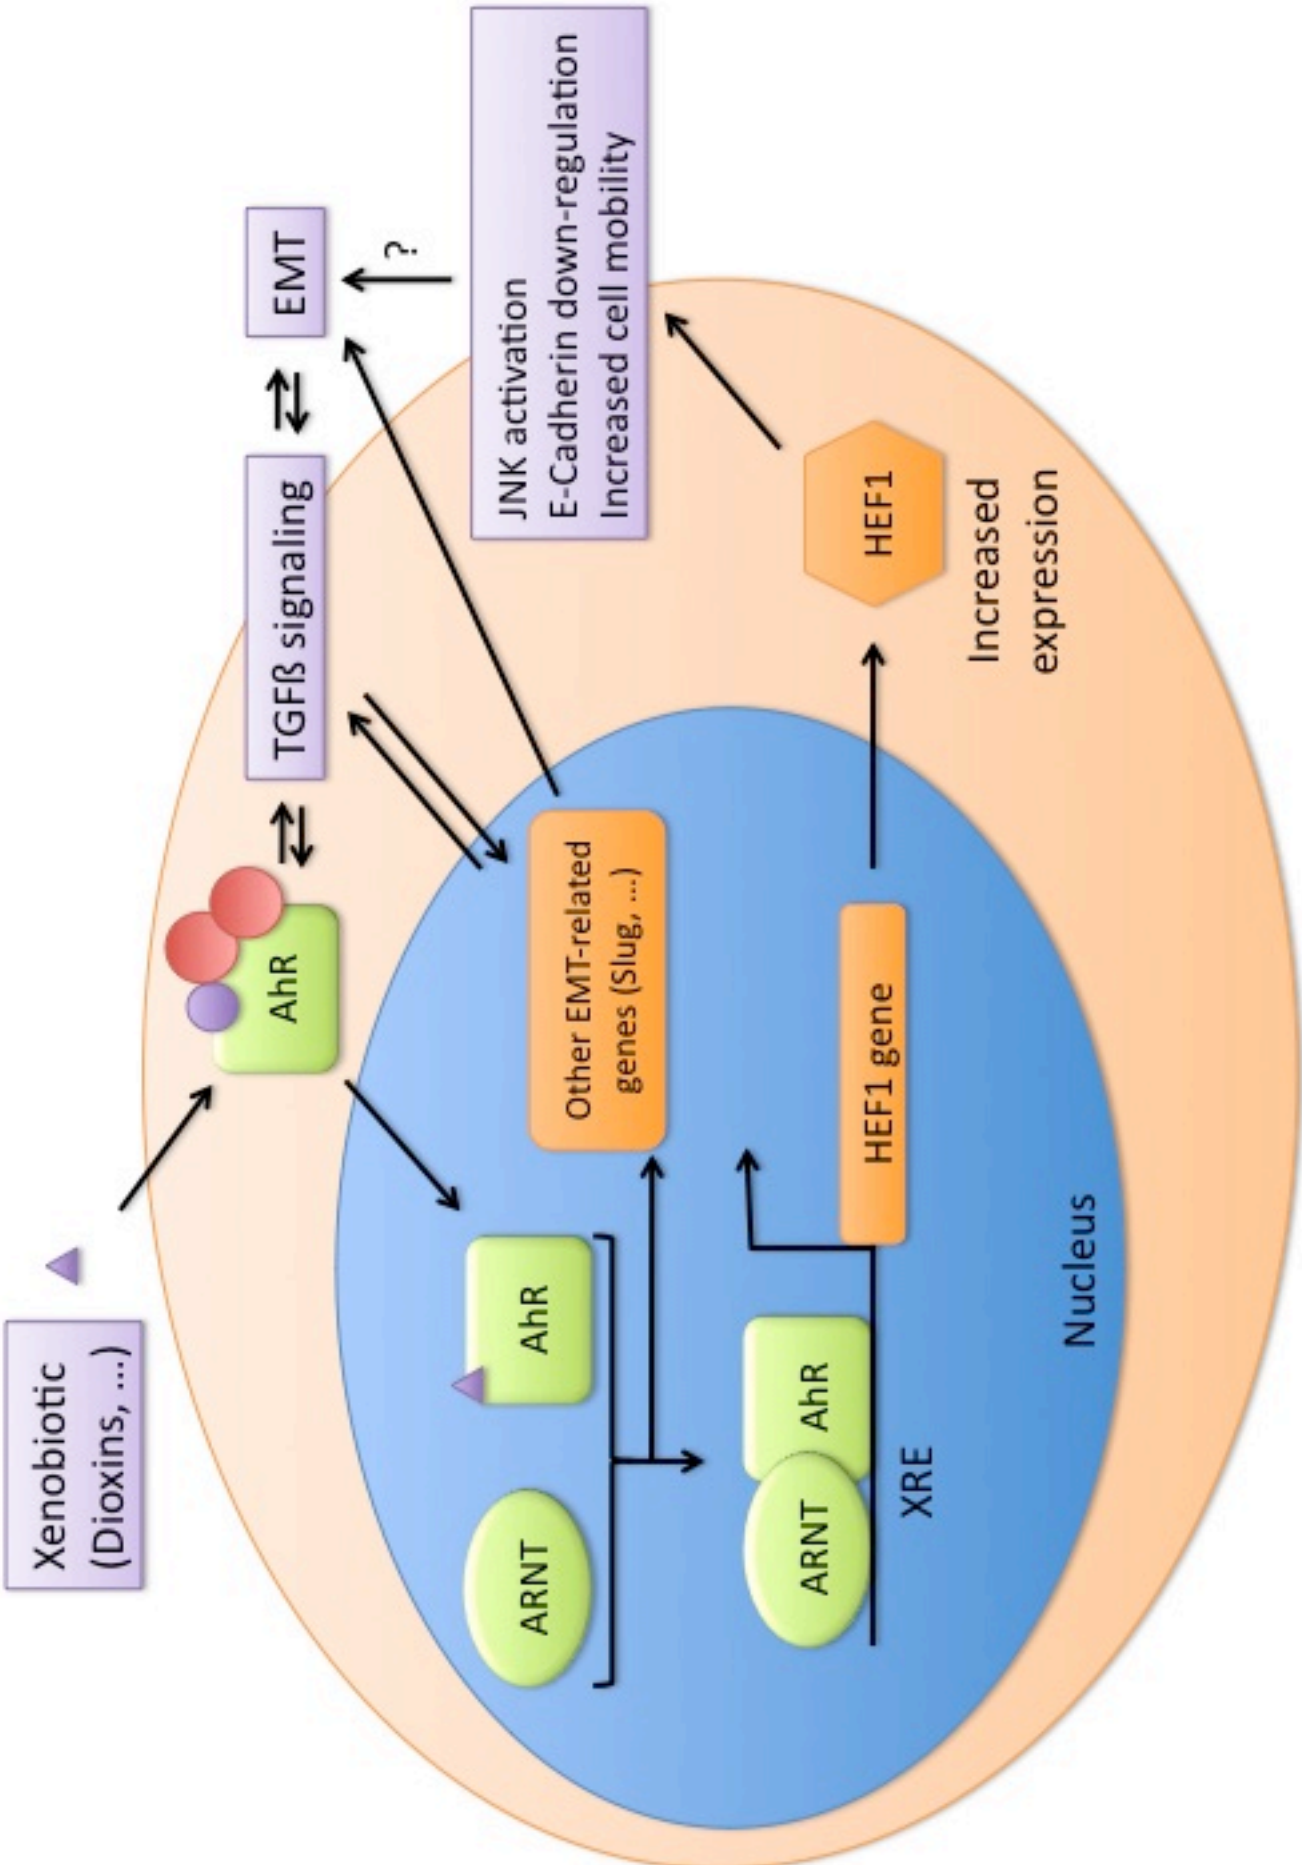 Xenobiotic
(Dioxins, ....)
AhR
TGFß signaling
EMT
?
ARNT
AhR
Other EMT-related
genes (Slug, ...)
JNK activation
E-Cadherin down-regulation
Increased cell mobility
ARNT
AhR
XRE
HEF1 gene
HEF1
Increased
expression
Nucleus